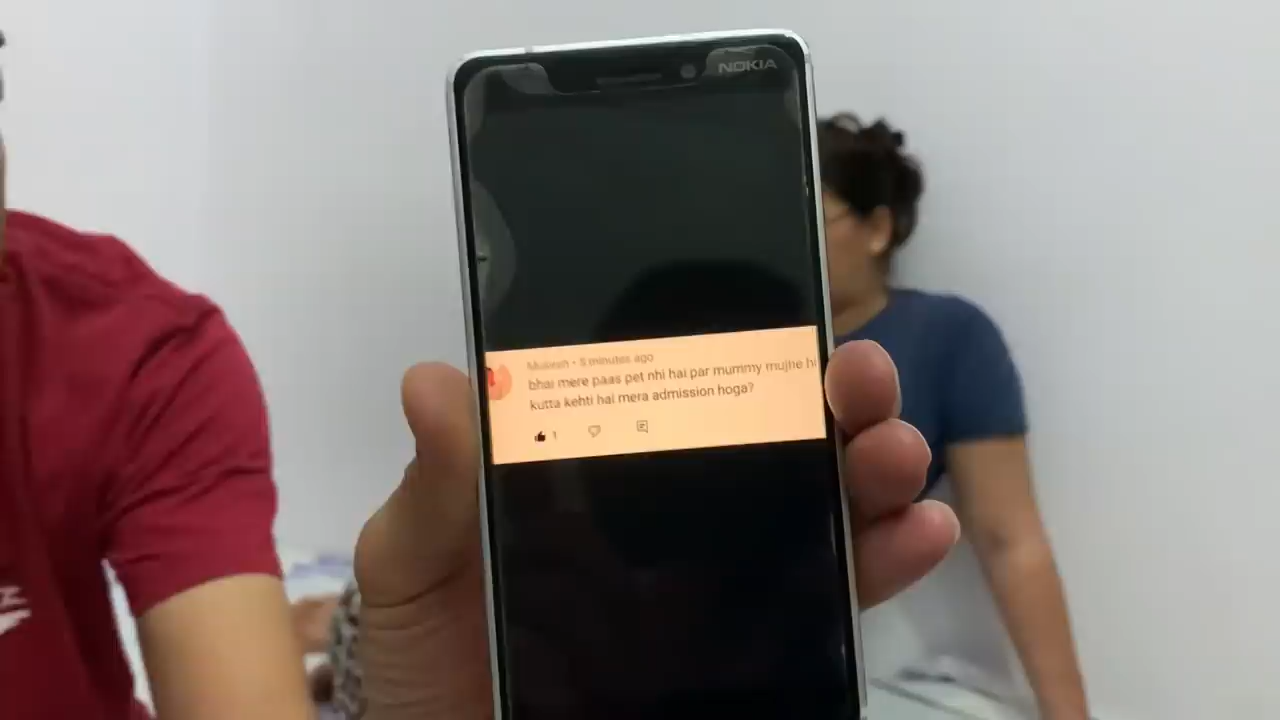 NOKIA
Mukesh • 5 minutes ago
bhai mere paas pet nhi hai par mummy mujhe hi
kutta kehti hai mera admission hoga?
1